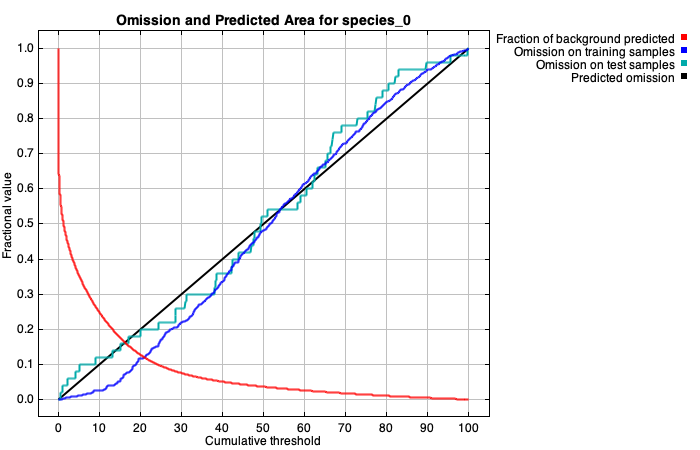 Omission and Predicted Area for species_0
Fraction of background predicted
Omission on training samples
Omission on test samples
Predicted omission
1.0
0.9
0.8
0.7
0.6
0.5
0.4
0.3
0.2
0.1
0.0
Fractional value
0 10 20 30 40 50 60 70 80 90 100
Cumulative threshold